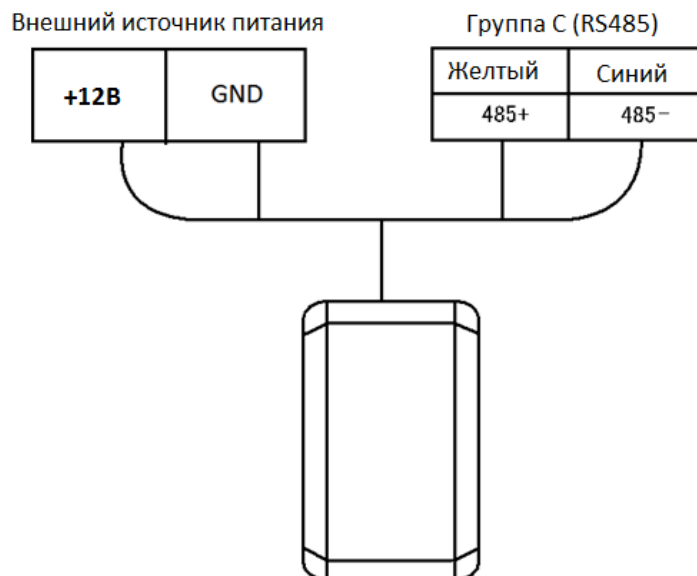 Внешний источник питания
+12В
GND
Группа С (RS485)
Желтый
Синий
485+
485−